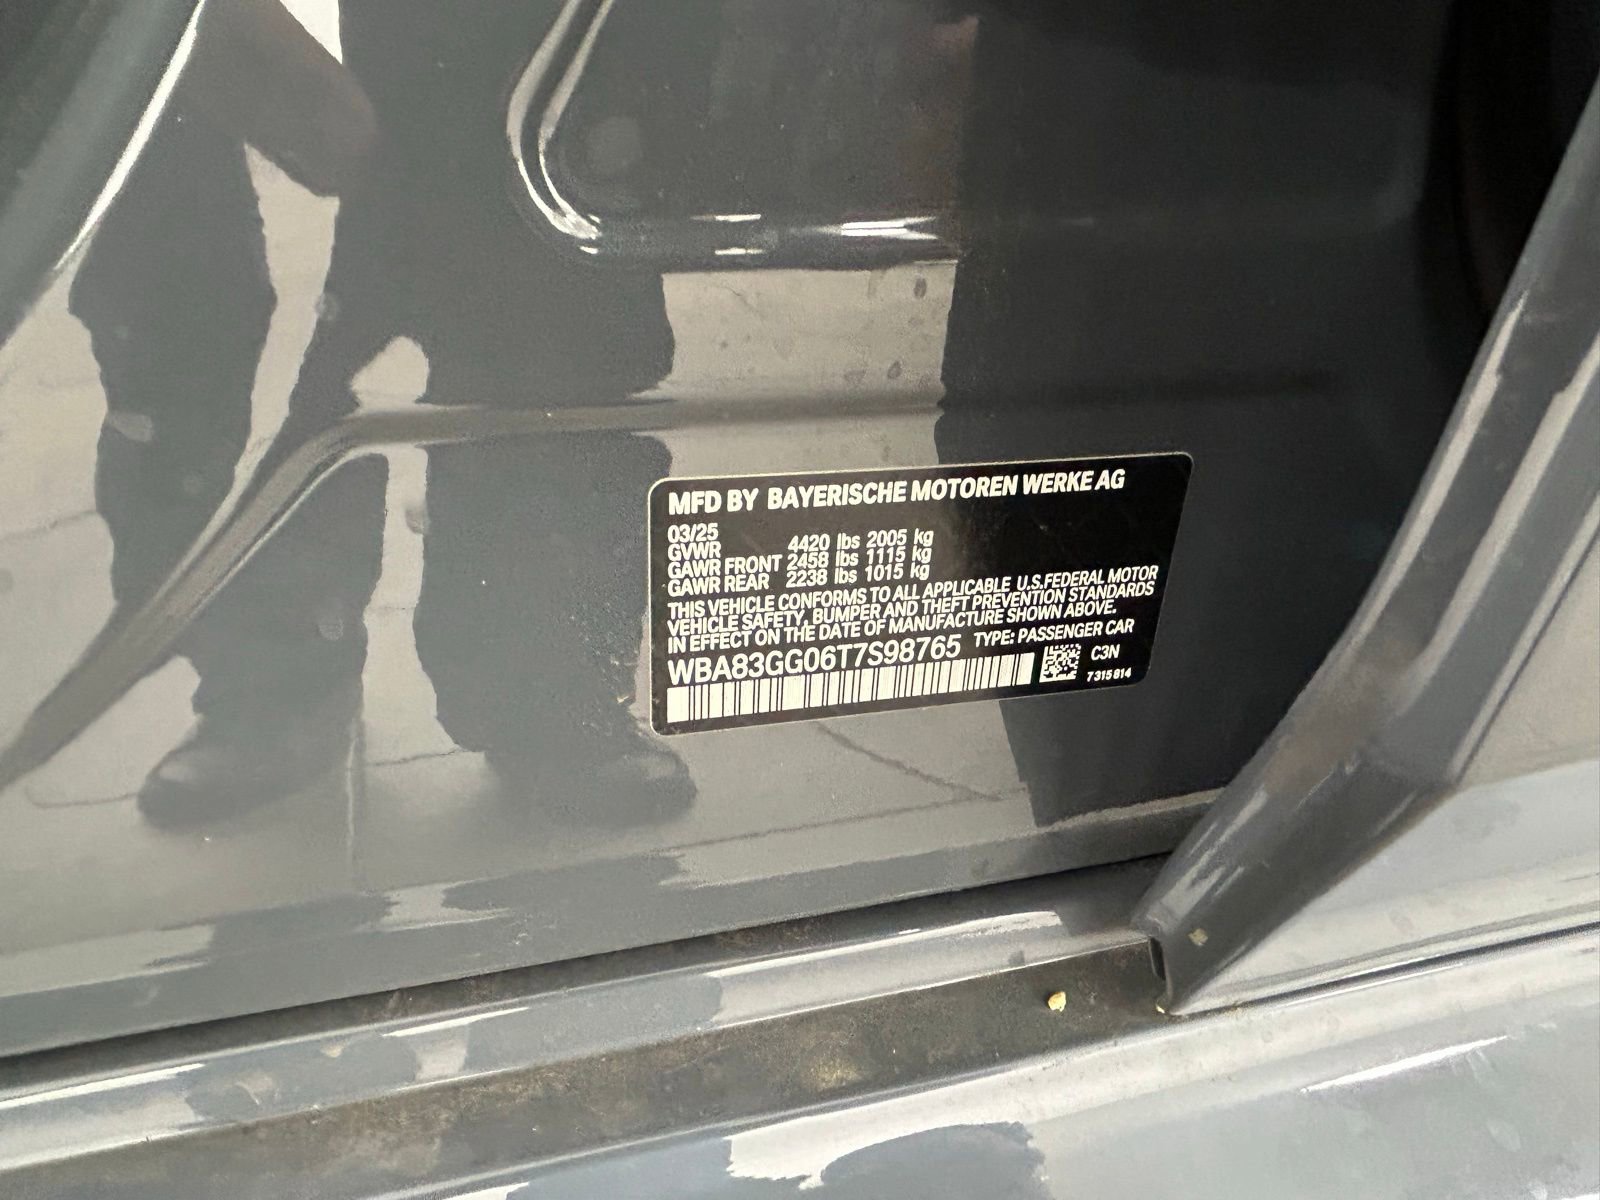 MFD BY BAYERISCHE MOTOREN WERKE AG
03/25
GVWR 4420 lbs 2005 kg
GAWR FRONT 2458 lbs 1115 kg
GAWR REAR 2238 lbs 1015 kg
THIS VEHICLE CONFORMS TO ALL APPLICABLE U.S.FEDERAL MOTOR
VEHICLE SAFETY, BUMPER AND THEFT PREVENTION STANDARDS
IN EFFECT ON THE DATE OF MANUFACTURE SHOWN ABOVE.
WBA83GG06T7S98765 TYPE: PASSENGER CAR
C3N
7315814